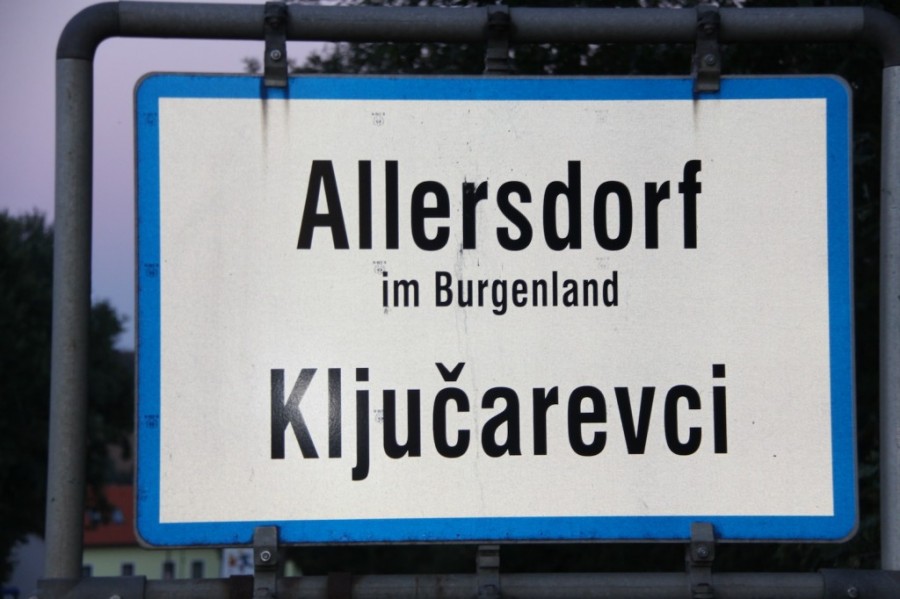 Allersdorf
im Burgenland
Ključarevci